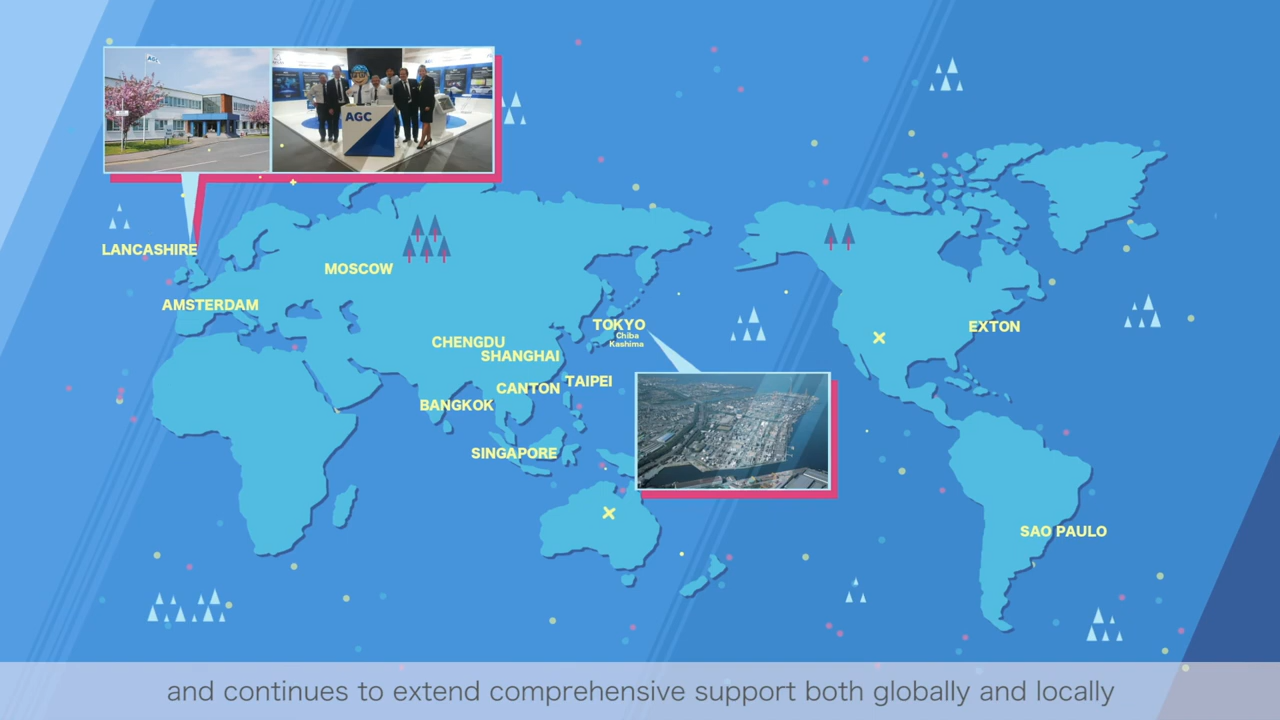 AGC
AGC
LANCASHIRE
MOSCOW
AMSTERDAM
TOKYO
Chiba
Kashima
EXTON
CHENGDU
SHANGHAI
TAIPEI
CANTON
BANGKOK
SINGAPORE
SAO PAULO
and continues to extend comprehensive support both globally and locally